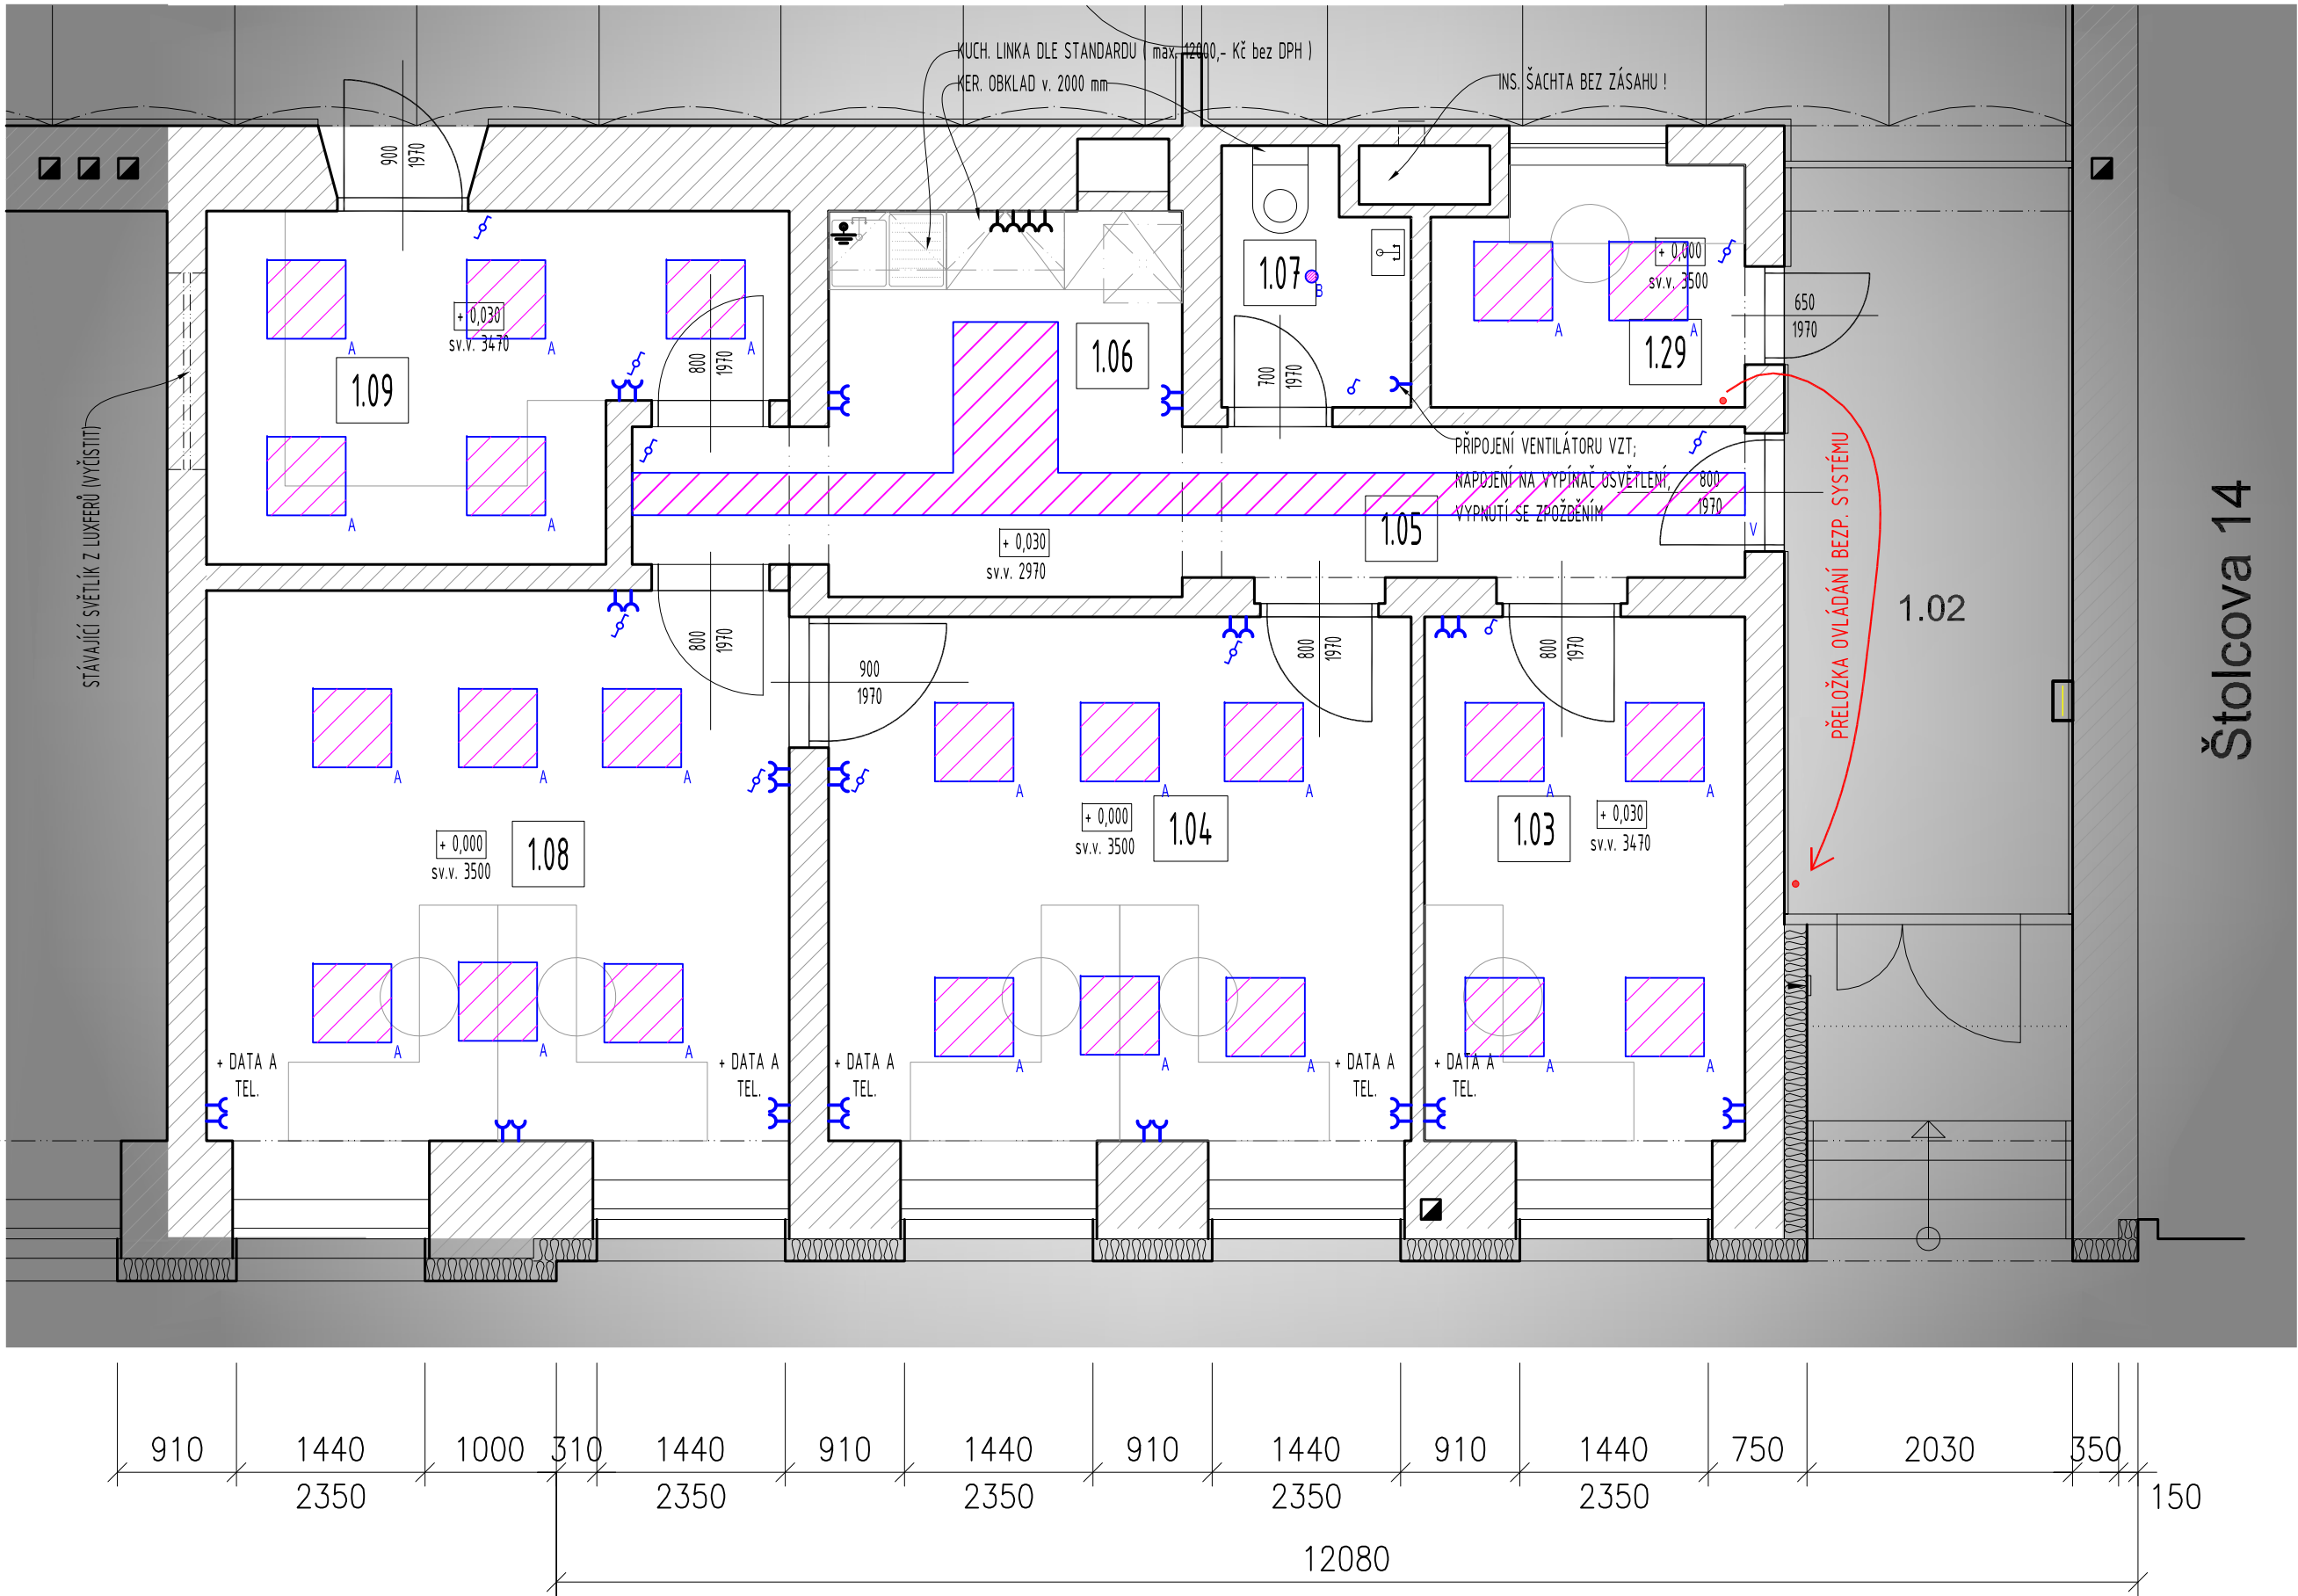 KUCH. LINKA DLE STANDARDU ( max. 12000,- Kč bez DPH )
KER. OBKLAD v. 2000 mm
INS. ŠACHTA BEZ ZÁSAHU !
900
1970
1.07
B
+ 0,000
sv.v. 3500
A
A
1.29
650
1970
+ 0,030
sv.v. 3470
A
A
A
1.09
800
1970
1.06
700
1970
A
A
STÁVAJÍCÍ SVĚTLÍK Z LUXFERŮ (VYČISTIT)
PŘIPOJENÍ VENTILÁTORU VZT;
NAPOJENÍ NA VYPÍNAČ OSVĚTLENÍ,
VYPNUTÍ SE ZPOŽDĚNÍM
800
1970
V
1.05
+ 0,030
sv.v. 2970
PŘELOŽKA OVLÁDÁNÍ BEZP. SYSTÉMU
1.02
Štolcova 14
800
1970
900
1970
800
1970
800
1970
A
A
A
A
A
A
A
A
+ 0,000
sv.v. 3500
1.08
+ 0,000
sv.v. 3500
1.04
1.03
+ 0,030
sv.v. 3470
A
A
A
A
A
A
A
A
+ DATA A
TEL.
+ DATA A
TEL.
+ DATA A
TEL.
+ DATA A
TEL.
+ DATA A
TEL.
910 1440 1000 310 1440 910 1440 910 1440 910 1440 750 2030 350
2350 2350 2350 2350 2350 150
12080